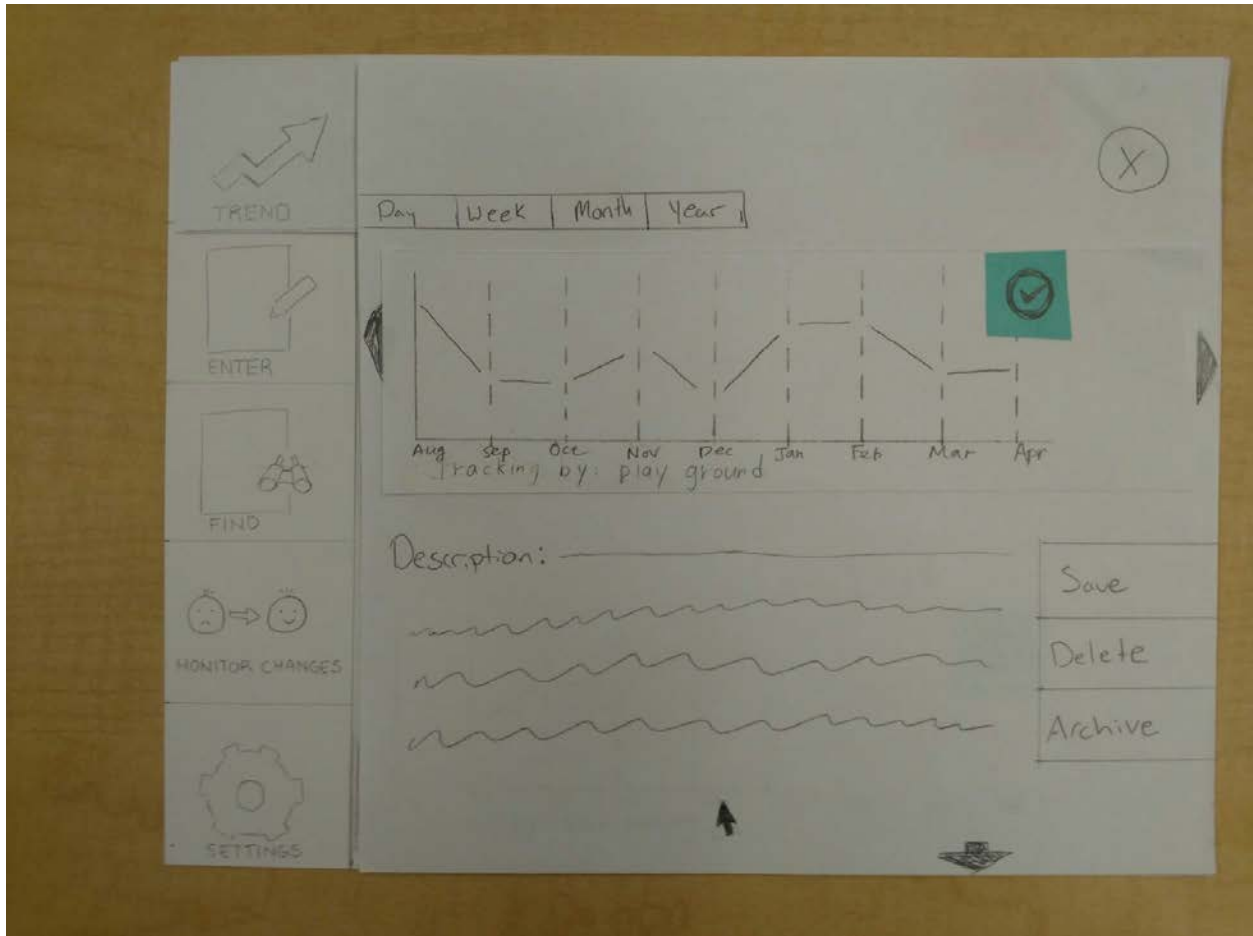 TREND
ENTER
FIND
MONITOR CHANGES
SETTINGS
X
Day Week Month Year
Aug Sep Oct Nov Dec Jan Feb Mar Apr
Tracking by: play ground
Description:
Save
Delete
Archive